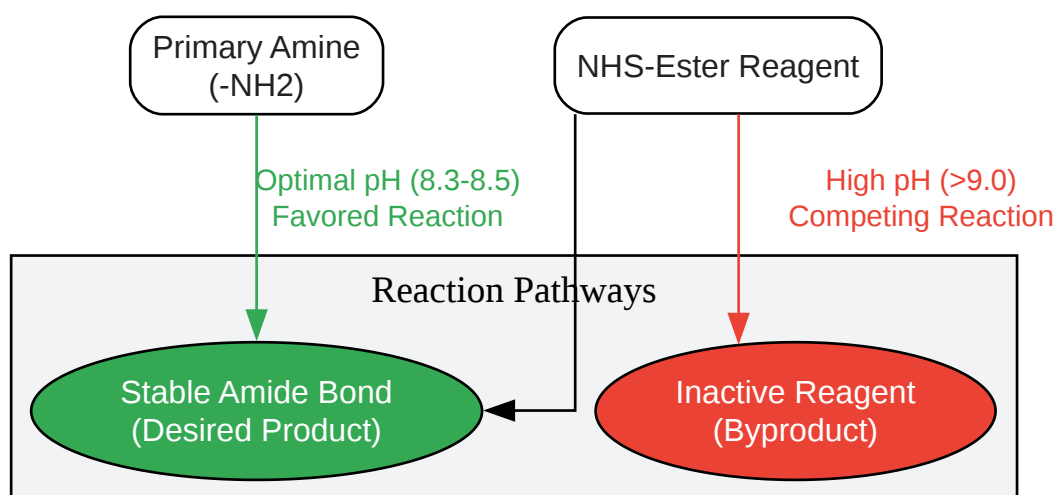 Primary Amine
(-NH2)
NHS-Ester Reagent
Optimal pH (8.3-8.5)
Favored Reaction
High pH (>9.0)
Competing Reaction
Reaction Pathways
Stable Amide Bond
(Desired Product)
Inactive Reagent
(Byproduct)